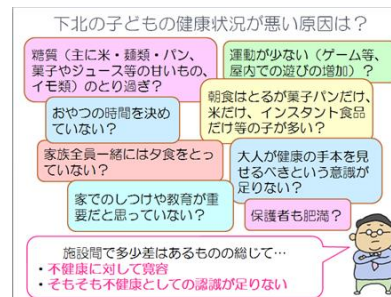 下北の子どもの健康状況が悪い原因は？
糖質（主に米・麺類・パン、
菓子やジュース等の甘いもの、
イモ類）のとり過ぎ？
運動が少ない（ゲーム等、
屋内での遊びの増加）？
おやつの時間を決め
ていない？
朝食はとるが菓子パンだけ、
米だけ、インスタント食品
だけ等の子が多い？
家族全員一緒には夕食をとっ
ていない？
大人が健康の手本を見
せるべきという意識が
足りない？
家でのしつけや教育が重
要だと思っていない？
保護者も肥満？
施設間で多少差はあるものの総じて…
・不健康に対して寛容
・そもそも不健康としての認識が足りない